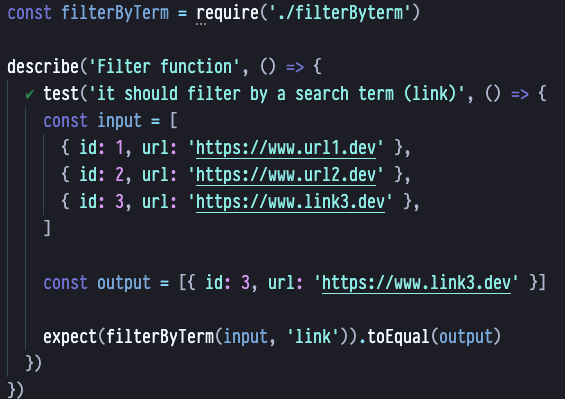 const filterByTerm = require('./filterByterm')
describe('Filter function', () => {
✔ test('it should filter by a search term (link)', () => {
const input = [
{ id: 1, url: 'https://www.url1.dev' },
{ id: 2, url: 'https://www.url2.dev' },
{ id: 3, url: 'https://www.link3.dev' },
]
const output = [{ id: 3, url: 'https://www.link3.dev' }]
expect(filterByTerm(input, 'link')).toEqual(output)
})
})